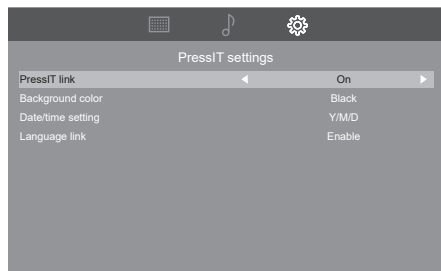 PressIT settings
PressIT link On
Background color Black
Date/time setting Y/M/D
Language link Enable